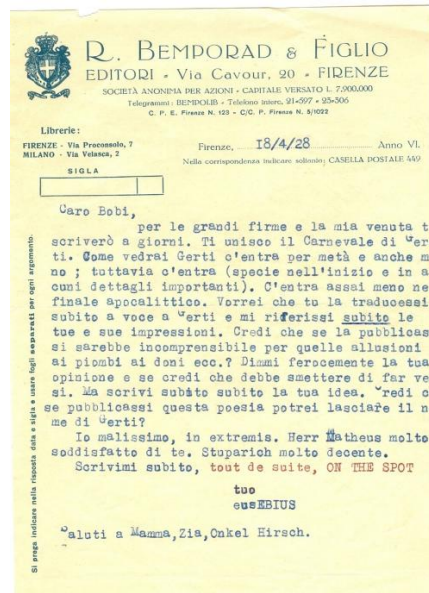 R. BEMPORAD & FIGLIO
EDITORI - Via Cavour, 20 - FIRENZE
SOCIETÀ ANONIMA PER AZIONI - CAPITALE VERSATO L. 7.900.000
Telegrammi: BEMPOLIB - Telefono interc. 21-597 - 23-306
C. P. E. Firenze N. 123 - C/C. P. Firenze N. 5/1022
Librerie:
FIRENZE - Via Proconsolo, 7
MILANO - Via Velasca, 2
Firenze, 18/4/28 Anno VI.
Nella corrispondenza indicare soltanto: CASELLA POSTALE 449
SIGLA
Caro Bobi,
per le grandi firme e la mia venuta t
scriverò a giorni. Ti unisco il Carnevale di Ger
ti. Come vedrai Gerti c'entra per metà e anche m
no ; tuttavia c'entra (specie nell'inizio e in a
cuni dettagli importanti). C'entra assai meno ne
finale apocalittico. Vorrei che tu la traducessi
subito a voce a Gerti e mi riferissi subito le
tue e sue impressioni. Credi che se la pubblicas
si sarebbe incomprensibile per quelle allusioni
ai piombi ai doni ecc.? Dimmi ferocemente la tua
opinione e se credi che debbe smettere di far ve
si. Ma scrivi subito subito la tua idea. Credi c
se pubblicassi questa poesia potrei lasciare il n
me di Gerti?
Io malissimo, in extremis. Herr Matheus molto
soddisfatto di te. Stuparich molto decente.
Scrivimi subito, tout de suite, ON THE SPOT
tuo
eusEBIUS
Saluti a Mamma,Zia,Onkel Hirsch.
Si prega indicare nella risposta data e sigla e usare fogli separati per ogni argomento.